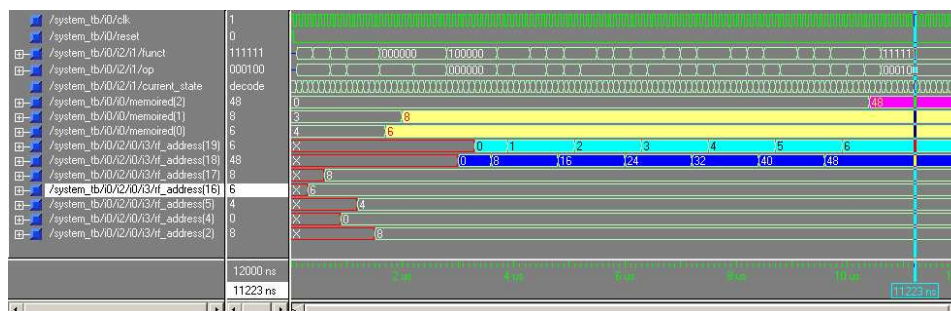 /system_tb/i0/clk 1
/system_tb/i0/reset 0
/system_tb/i0/i2/i1/funct 111111 000000 100000 11111
/system_tb/i0/i2/i1/op 000100 000000 00010
/system_tb/i0/i2/i1/current_state decode
/system_tb/i0/i0/memoired(2) 48 0 48
/system_tb/i0/i0/memoired(1) 8 3 8
/system_tb/i0/i0/memoired(0) 6 4 6
/system_tb/i0/i2/i0/i3/rf_address(19) 6 X 0 1 2 3 4 5 6
/system_tb/i0/i2/i0/i3/rf_address(18) 48 X 0 8 16 24 32 40 48
/system_tb/i0/i2/i0/i3/rf_address(17) 8 X 8
/system_tb/i0/i2/i0/i3/rf_address(16) 6 X 6
/system_tb/i0/i2/i0/i3/rf_address(5) 4 X 4
/system_tb/i0/i2/i0/i3/rf_address(4) 0 X 0
/system_tb/i0/i2/i0/i3/rf_address(2) 8 X 8
12000 ns 2 us 4 us 6 us 8 us 10 us
11223 ns 11223 ns